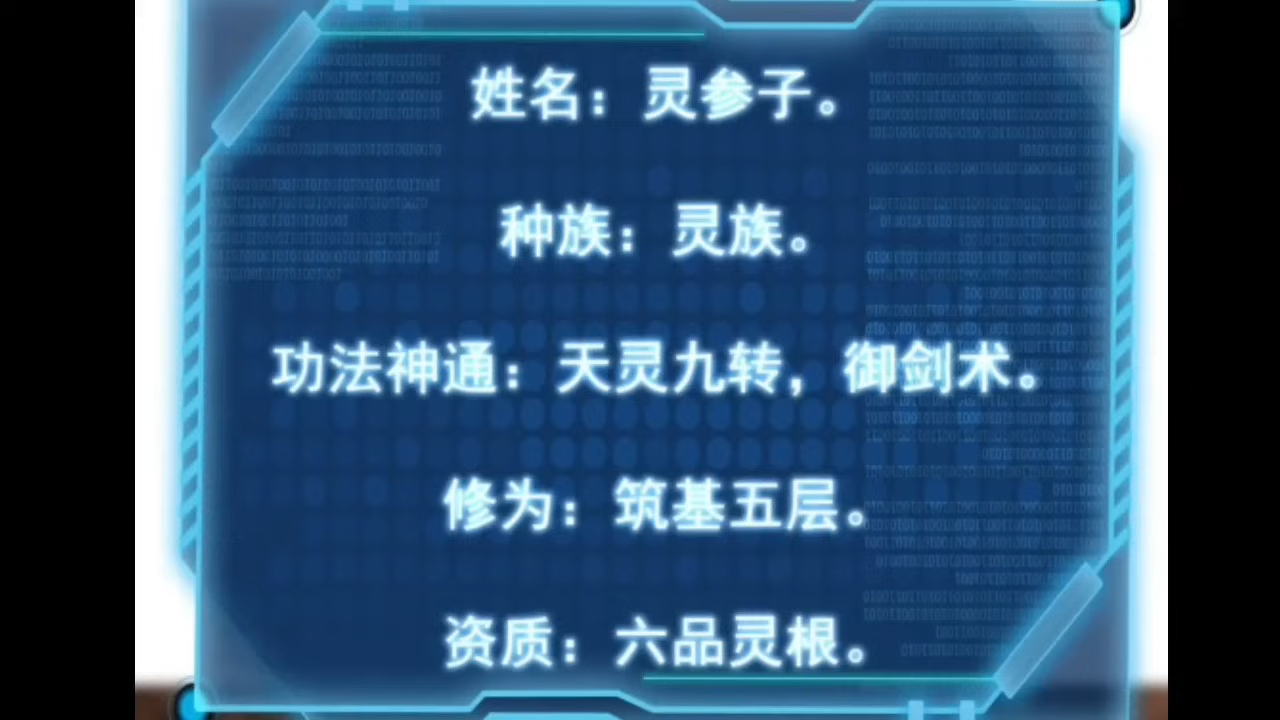 姓名：灵参子。
种族：灵族。
功法神通：天灵九转，御剑术。
修为：筑基五层。
资质：六品灵根。